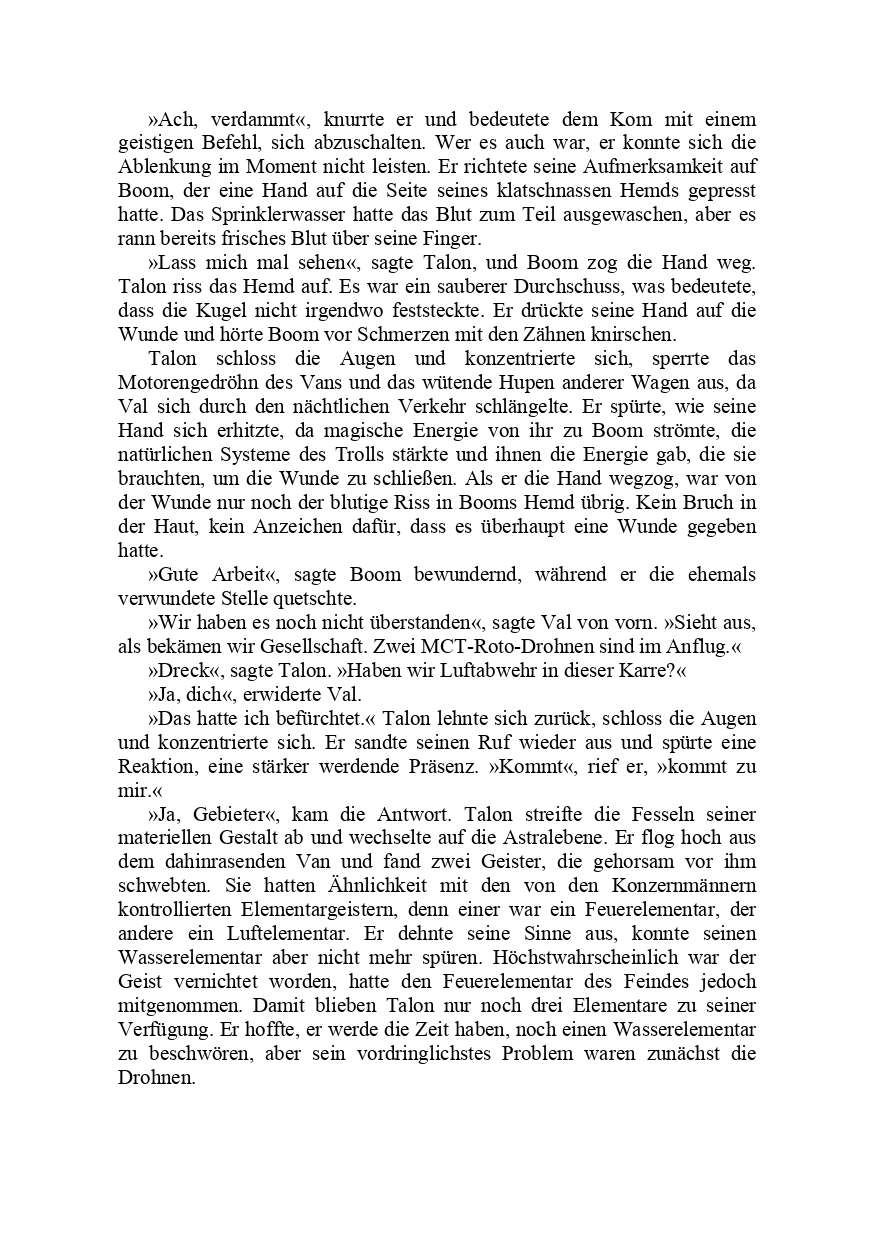 »Ach, verdammt«, knurrte er und bedeutete dem Kom mit einem
geistigen Befehl, sich abzuschalten. Wer es auch war, er konnte sich die
Ablenkung im Moment nicht leisten. Er richtete seine Aufmerksamkeit auf
Boom, der eine Hand auf die Seite seines klatschnassen Hemds gepresst
hatte. Das Sprinklerwasser hatte das Blut zum Teil ausgewaschen, aber es
rann bereits frisches Blut über seine Finger.
»Lass mich mal sehen«, sagte Talon, und Boom zog die Hand weg.
Talon riss das Hemd auf. Es war ein sauberer Durchschuss, was bedeutete,
dass die Kugel nicht irgendwo feststeckte. Er drückte seine Hand auf die
Wunde und hörte Boom vor Schmerzen mit den Zähnen knirschen.
Talon schloss die Augen und konzentrierte sich, sperrte das
Motorengedröhn des Vans und das wütende Hupen anderer Wagen aus, da
Val sich durch den nächtlichen Verkehr schlängelte. Er spürte, wie seine
Hand sich erhitzte, da magische Energie von ihr zu Boom strömte, die
natürlichen Systeme des Trolls stärkte und ihnen die Energie gab, die sie
brauchten, um die Wunde zu schließen. Als er die Hand wegzog, war von
der Wunde nur noch der blutige Riss in Booms Hemd übrig. Kein Bruch in
der Haut, kein Anzeichen dafür, dass es überhaupt eine Wunde gegeben
hatte.
»Gute Arbeit«, sagte Boom bewundernd, während er die ehemals
verwundete Stelle quetschte.
»Wir haben es noch nicht überstanden«, sagte Val von vorn. »Sieht aus,
als bekämen wir Gesellschaft. Zwei MCT-Roto-Drohnen sind im Anflug.«
»Dreck«, sagte Talon. »Haben wir Luftabwehr in dieser Karre?«
»Ja, dich«, erwiderte Val.
»Das hatte ich befürchtet.« Talon lehnte sich zurück, schloss die Augen
und konzentrierte sich. Er sandte seinen Ruf wieder aus und spürte eine
Reaktion, eine stärker werdende Präsenz. »Kommt«, rief er, »kommt zu
mir.«
»Ja, Gebieter«, kam die Antwort. Talon streifte die Fesseln seiner
materiellen Gestalt ab und wechselte auf die Astralebene. Er flog hoch aus
dem dahinrasenden Van und fand zwei Geister, die gehorsam vor ihm
schwebten. Sie hatten Ähnlichkeit mit den von den Konzernmännern
kontrollierten Elementargeistern, denn einer war ein Feuerelementar, der
andere ein Luftelementar. Er dehnte seine Sinne aus, konnte seinen
Wasserelementar aber nicht mehr spüren. Höchstwahrscheinlich war der
Geist vernichtet worden, hatte den Feuerelementar des Feindes jedoch
mitgenommen. Damit blieben Talon nur noch drei Elementare zu seiner
Verfügung. Er hoffte, er werde die Zeit haben, noch einen Wasserelementar
zu beschwören, aber sein vordringlichstes Problem waren zunächst die
Drohnen.